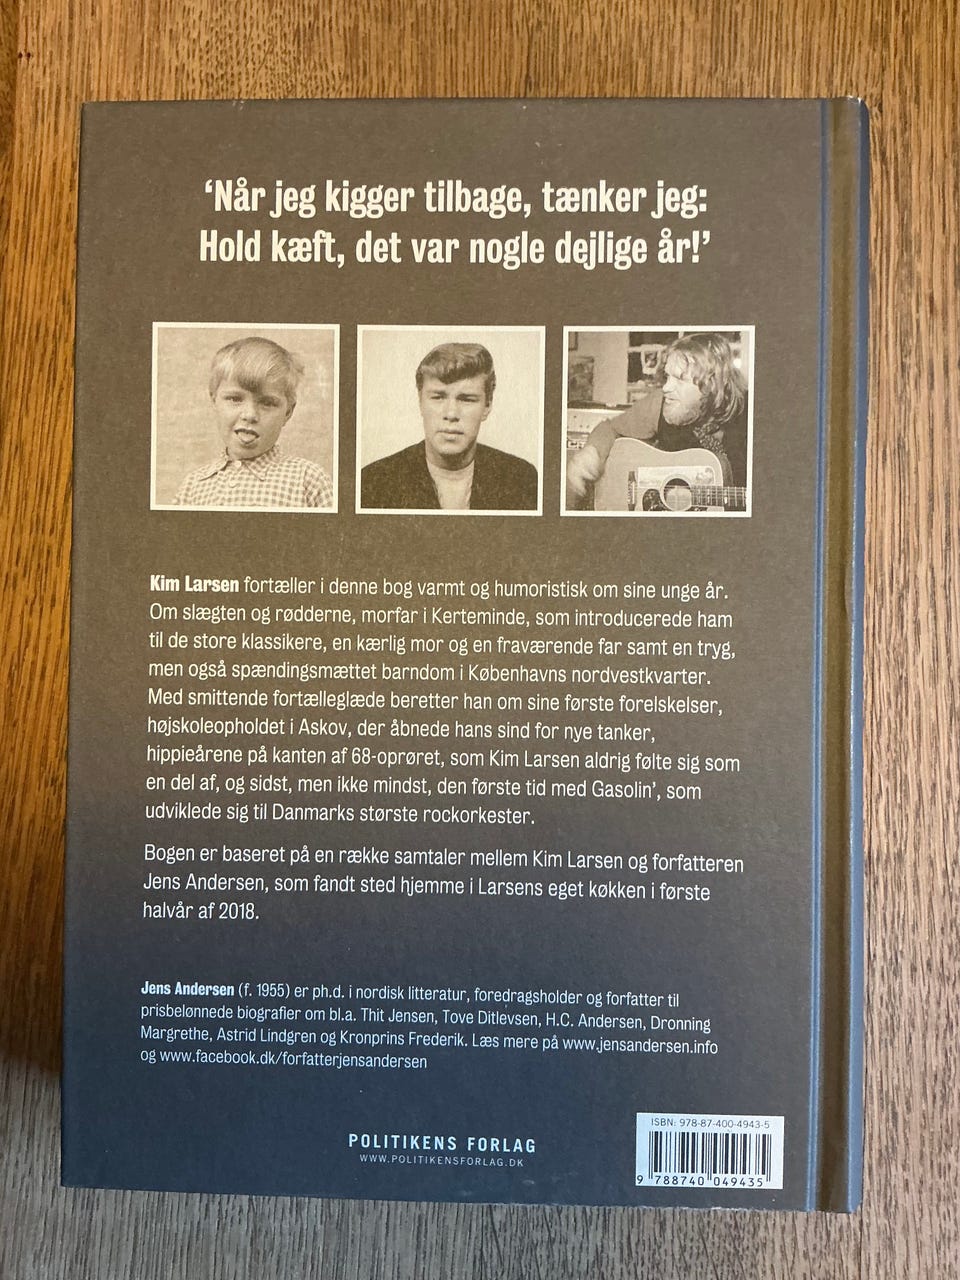 ‘Når jeg kigger tilbage, tænker jeg:
Hold kæft, det var nogle dejlige år!’
Kim Larsen fortæller i denne bog varmt og humoristisk om sine unge år.
Om slægten og rødderne, morfar i Kerteminde, som introducerede ham
til de store klassikere, en kærlig mor og en fraværende far samt en tryg,
men også spændingsmættet barndom i Københavns nordvestkvarter.
Med smittende fortælleglæde beretter han om sine første forelskelser,
højskoleopholdet i Askov, der åbnede hans sind for nye tanker,
hippieårene på kanten af 68-oprøret, som Kim Larsen aldrig følte sig som
en del af, og sidst, men ikke mindst, den første tid med Gasolin’, som
udviklede sig til Danmarks største rockorkester.
Bogen er baseret på en række samtaler mellem Kim Larsen og forfatteren
Jens Andersen, som fandt sted hjemme i Larsens eget køkken i første
halvår af 2018.
Jens Andersen (f. 1955) er ph.d. i nordisk litteratur, foredragsholder og forfatter til
prisbelønnede biografier om bl.a. Thit Jensen, Tove Ditlevsen, H.C. Andersen, Dronning
Margrethe, Astrid Lindgren og Kronprins Frederik. Læs mere på www.jensandersen.info
og www.facebook.dk/forfatterjensandersen
POLITIKENS FORLAG
WWW.POLITIKENSFORLAG.DK
ISBN: 978-87-400-4943-5
9 788740 049435